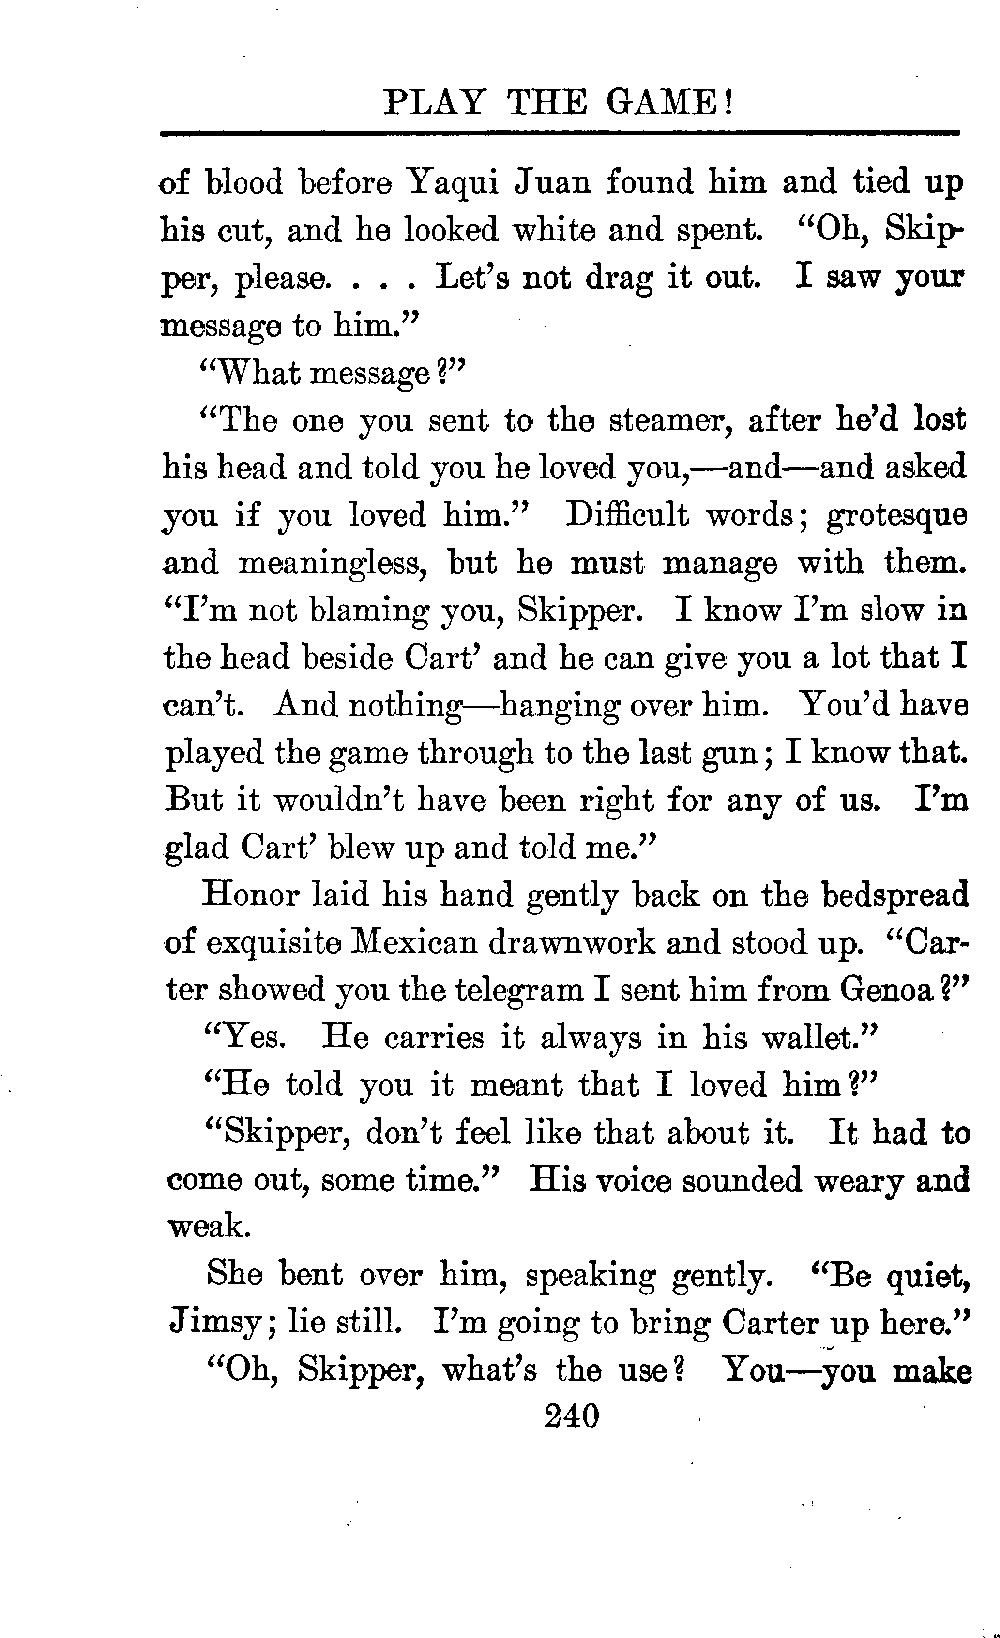 PLAY THE GAME!
of blood before Yaqui Juan found him and tied up
his cut, and he looked white and spent. “Oh, Skip-
per, please. . . . Let’s not drag it out. I saw your
message to him.”
“What message?”
“The one you sent to the steamer, after he’d lost
his head and told you he loved you,—and—and asked
you if you loved him.” Difficult words; grotesque
and meaningless, but he must manage with them.
“I’m not blaming you, Skipper. I know I’m slow in
the head beside Cart’ and he can give you a lot that I
can’t. And nothing—hanging over him. You’d have
played the game through to the last gun; I know that.
But it wouldn’t have been right for any of us. I’m
glad Cart’ blew up and told me.”
Honor laid his hand gently back on the bedspread
of exquisite Mexican drawnwork and stood up. “Car-
ter showed you the telegram I sent him from Genoa?”
“Yes. He carries it always in his wallet.”
“He told you it meant that I loved him?”
“Skipper, don’t feel like that about it. It had to
come out, some time.” His voice sounded weary and
weak.
She bent over him, speaking gently. “Be quiet,
Jimsy; lie still. I’m going to bring Carter up here.”
“Oh, Skipper, what’s the use? You—you make
240